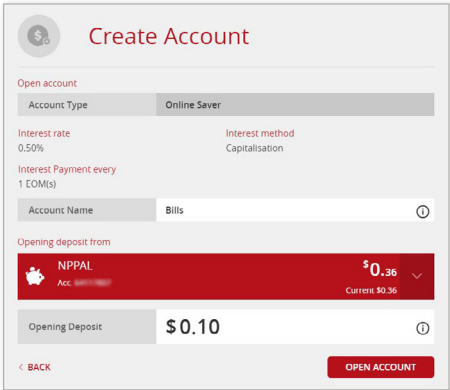 Create Account
Open account
Account Type Online Saver
Interest rate Interest method
0.50% Capitalisation
Interest Payment every
1 EOM(s)
Account Name Bills
Opening deposit from
NPPAL $0.36
Acc. Current $0.36
Opening Deposit $0.10
< BACK OPEN ACCOUNT